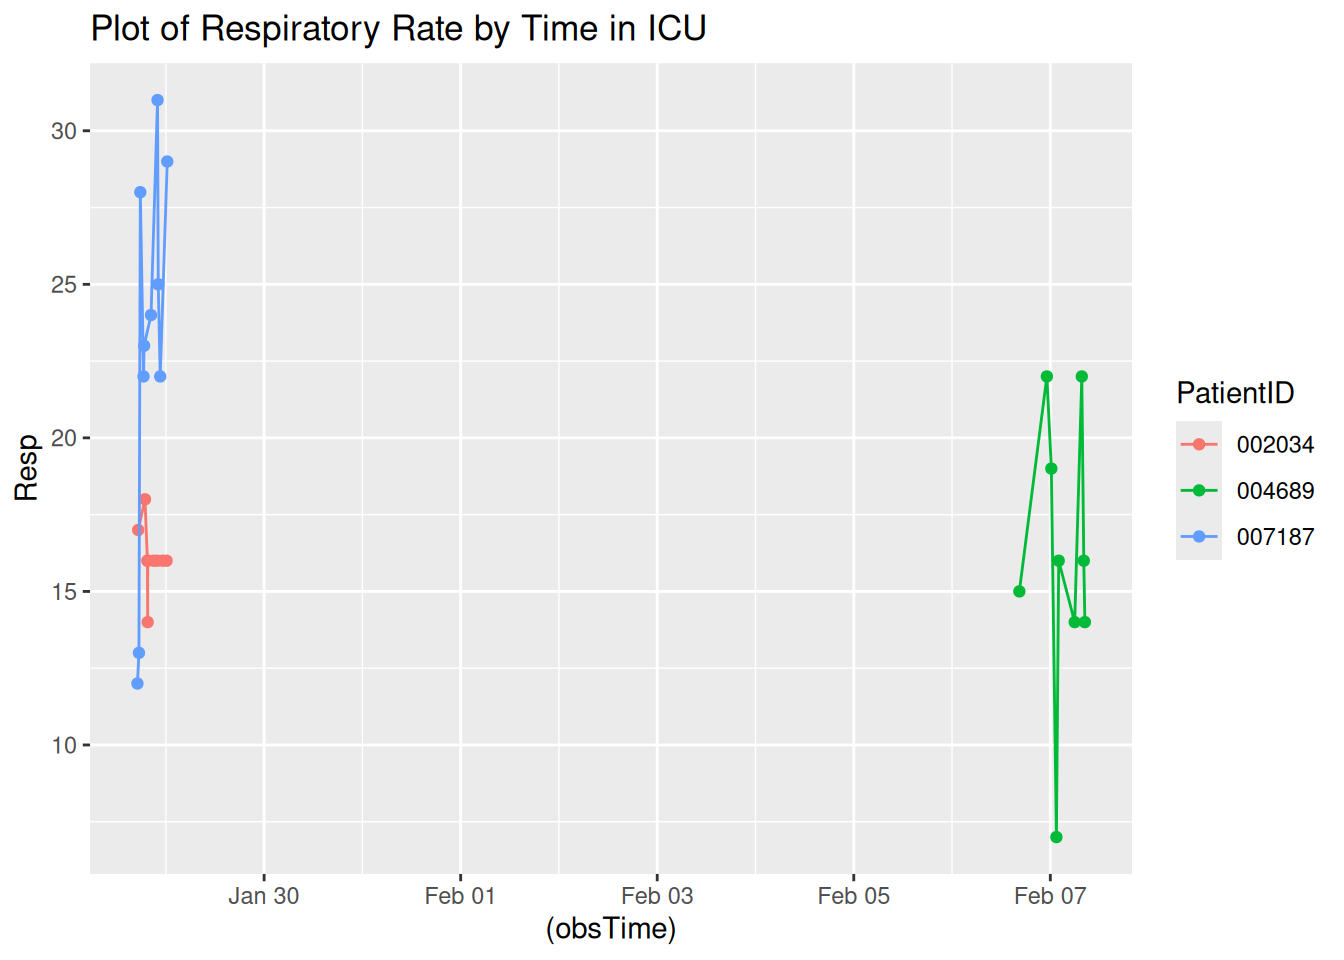 Plot of Respiratory Rate by Time in ICU
30
25
20
15
10
Resp
Jan 30
Feb 01
Feb 03
Feb 05
Feb 07
(obsTime)
PatientID
002034
004689
007187